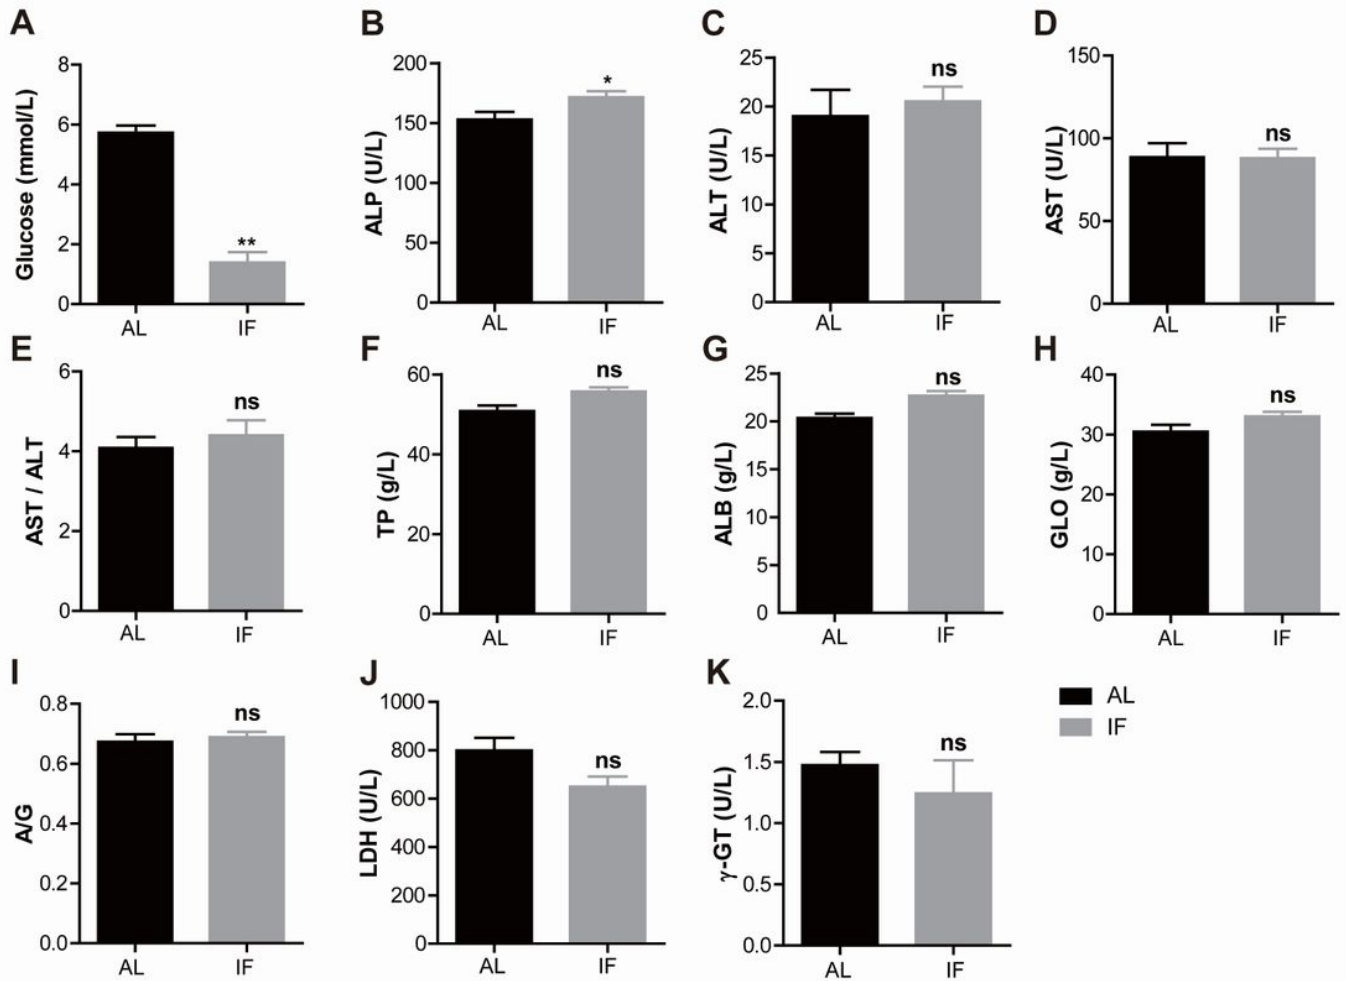 A
Glucose (mmol/L)
8
6
4
2
0
**
AL
IF
B
ALP (U/L)
200
150
100
50
0
*
AL
IF
C
ALT (U/L)
25
20
15
10
5
0
ns
AL
IF
D
AST (U/L)
150
100
50
0
ns
AL
IF
E
AST / ALT
6
4
2
0
ns
AL
IF
F
TP (g/L)
60
40
20
0
ns
AL
IF
G
ALB (g/L)
25
20
15
10
5
0
ns
AL
IF
H
GLO (g/L)
40
30
20
10
0
ns
AL
IF
I
A/G
0.8
0.6
0.4
0.2
0.0
ns
AL
IF
J
LDH (U/L)
1000
800
600
400
200
0
ns
AL
IF
K
γ-GT (U/L)
2.0
1.5
1.0
0.5
0.0
ns
AL
IF
AL
IF